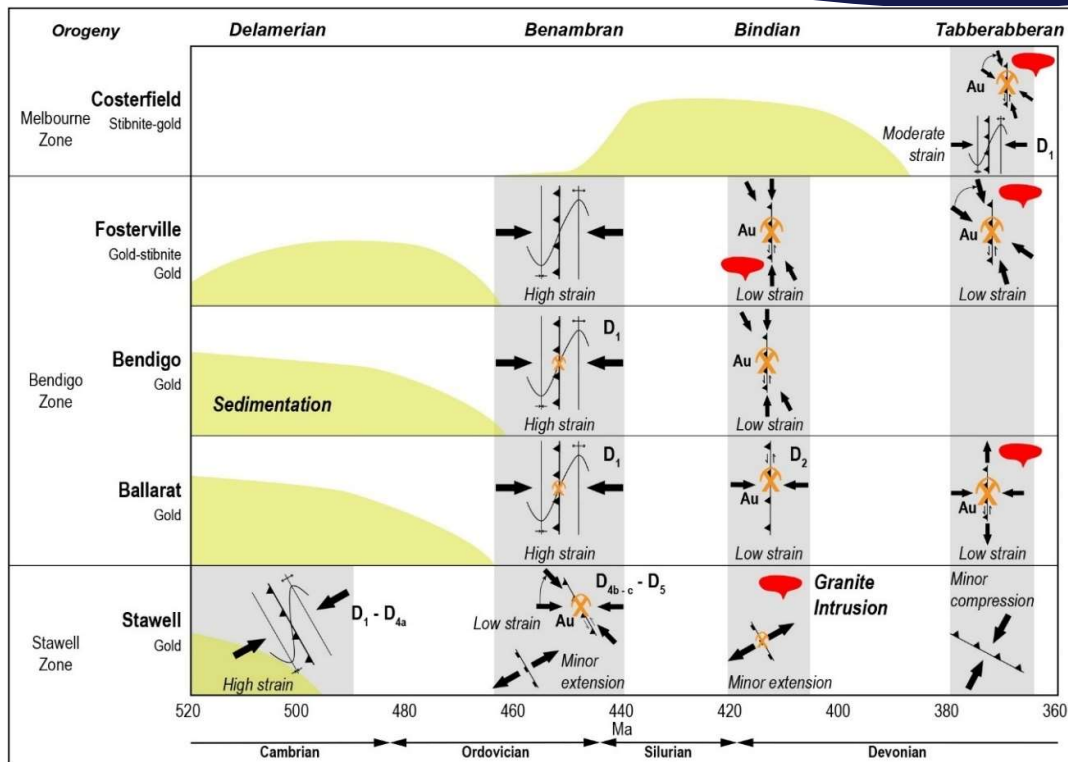 Orogeny Delamerian Benambran Bindian Tabberabberan
Melbourne
Zone
Costerfield
Stibnite-gold
Moderate
strain
Au
D1
Fosterville
Gold-stibnite
Gold
High strain
Au
Low strain
Au
Low strain
Bendigo
Zone
Bendigo
Gold
Sedimentation
D1
High strain
Au
Low strain
Ballarat
Gold
D1
High strain
D2
Au
Low strain
Au
Low strain
Stawell
Zone
Stawell
Gold
D1 - D4a
High strain
D4b-c - D5
Low strain
Au
Minor
extension
Granite
Intrusion
Minor extension
Minor
compression
520 500 480 460 440 420 400 380 360
Ma
Cambrian Ordovician Silurian Devonian